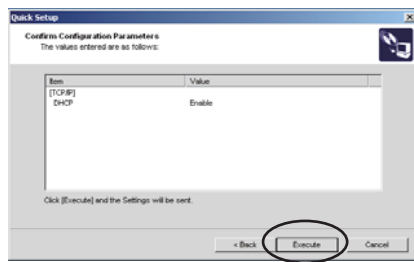 Quick Setup
Confirm Configuration Parameters
The values entered are as follows:
Item Value
[TCP/IP]
DHCP Enable
Click [Execute] and the Settings will be sent.
< Back Execute Cancel